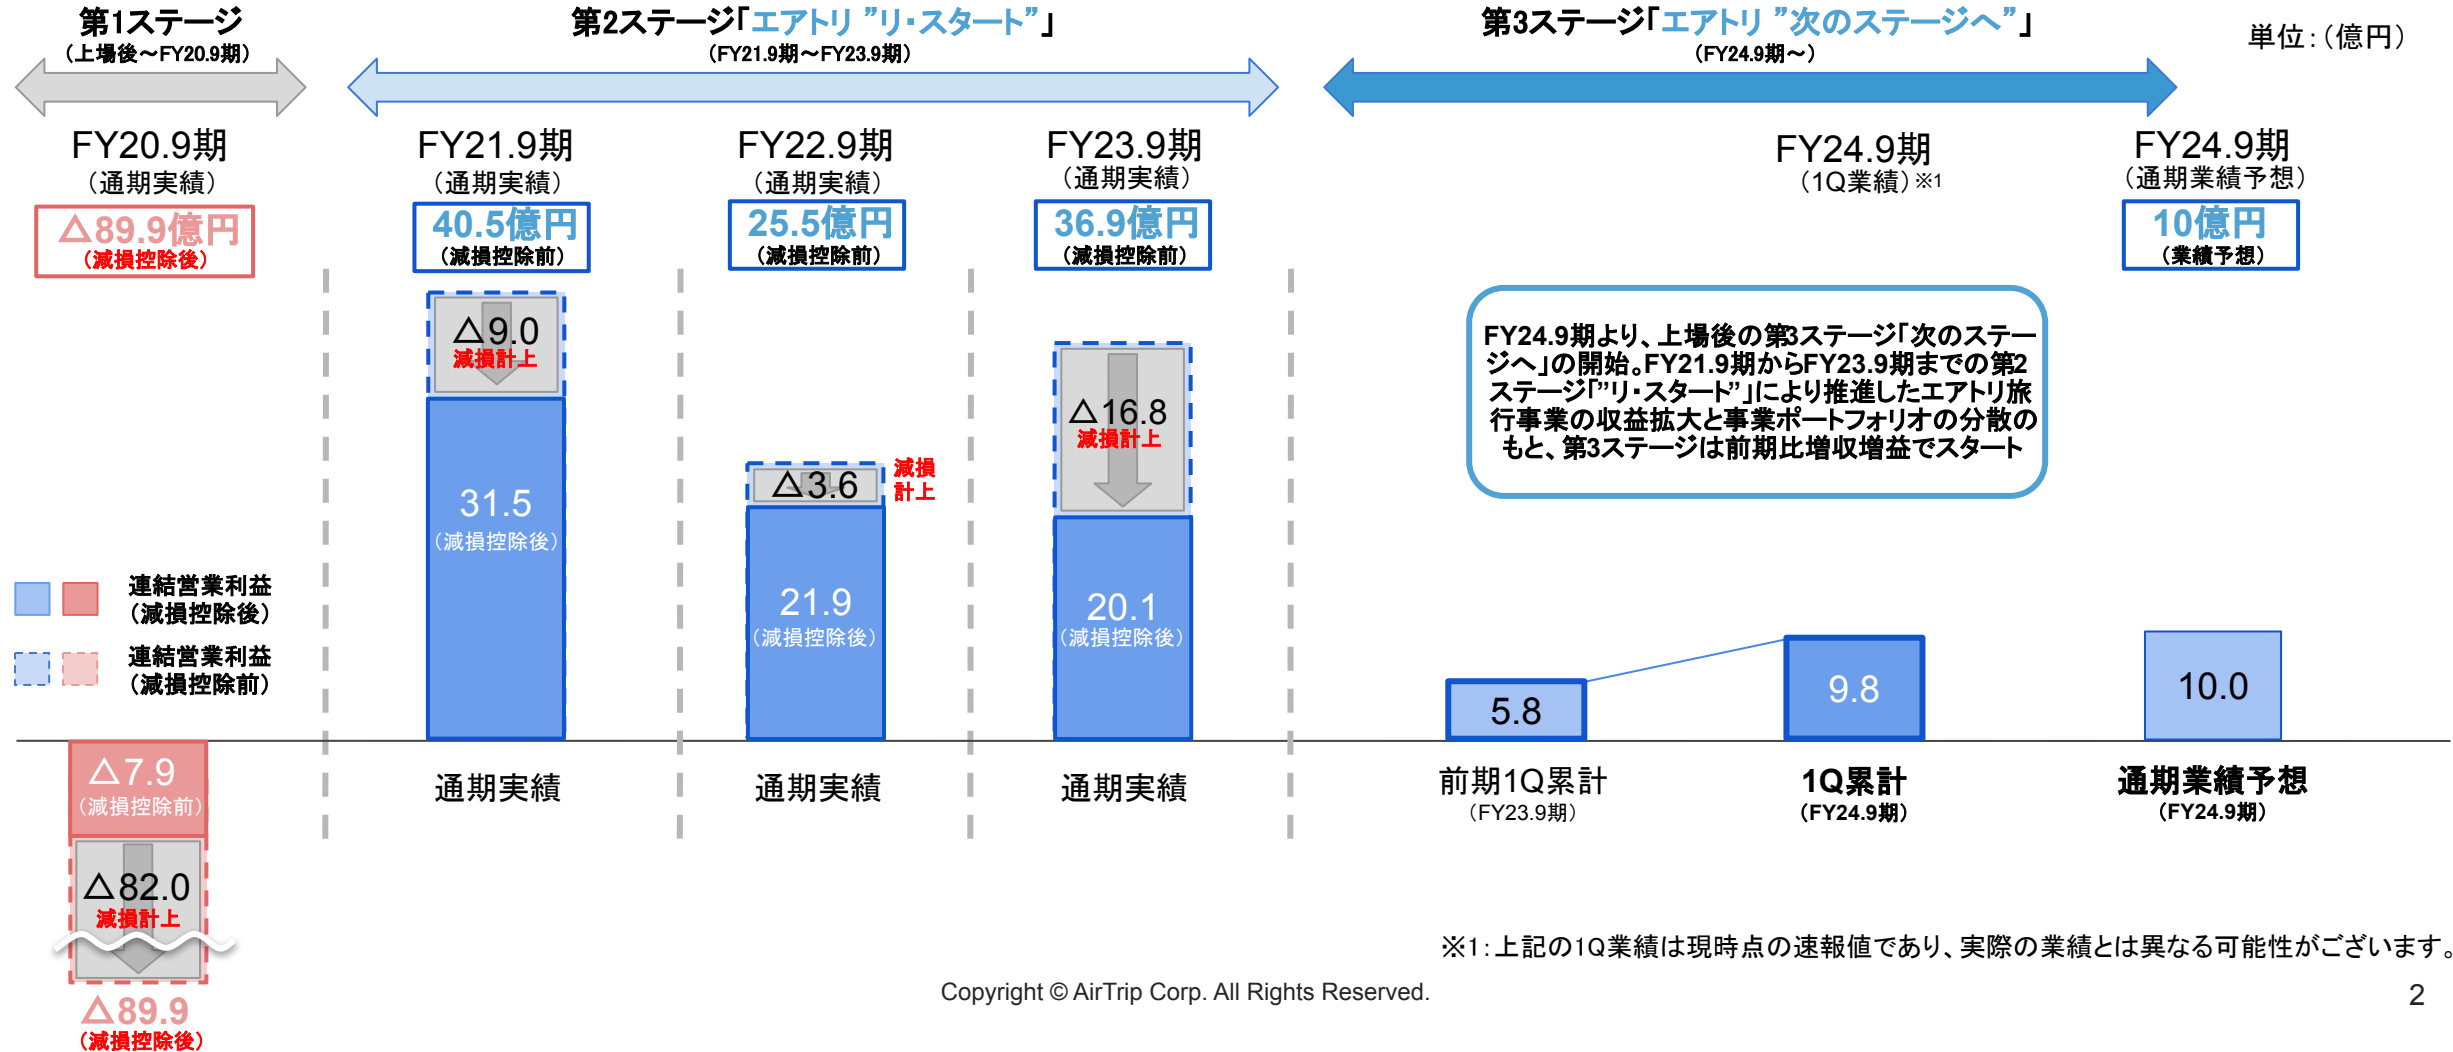 第1ステージ
（上場後～FY20.9期）
第2ステージ「エアトリ ”リ・スタート”」
（FY21.9期～FY23.9期）
第3ステージ「エアトリ ”次のステージへ”」
（FY24.9期～）
単位：（億円）
FY20.9期
（通期実績）
△89.9億円
（減損控除後）
FY21.9期
（通期実績）
40.5億円
（減損控除前）
FY22.9期
（通期実績）
25.5億円
（減損控除前）
FY23.9期
（通期実績）
36.9億円
（減損控除前）
FY24.9期
（1Q業績）※1
FY24.9期
（通期業績予想）
10億円
（業績予想）
△9.0
減損計上
31.5
（減損控除後）
△3.6
減損
計上
21.9
（減損控除後）
△16.8
減損計上
20.1
（減損控除後）
FY24.9期より、上場後の第3ステージ「次のステー
ジへ」の開始。FY21.9期からFY23.9期までの第2
ステージ「”リ・スタート”」により推進したエアトリ旅
行事業の収益拡大と事業ポートフォリオの分散の
もと、第3ステージは前期比増収増益でスタート
連結営業利益
（減損控除後）
連結営業利益
（減損控除前）
5.8
9.8
10.0
△7.9
（減損控除前）
△82.0
減損計上
△89.9
（減損控除後）
通期実績
通期実績
通期実績
前期1Q累計
（FY23.9期）
1Q累計
（FY24.9期）
通期業績予想
（FY24.9期）
※1：上記の1Q業績は現時点の速報値であり、実際の業績とは異なる可能性がございます。
Copyright © AirTrip Corp. All Rights Reserved.
2